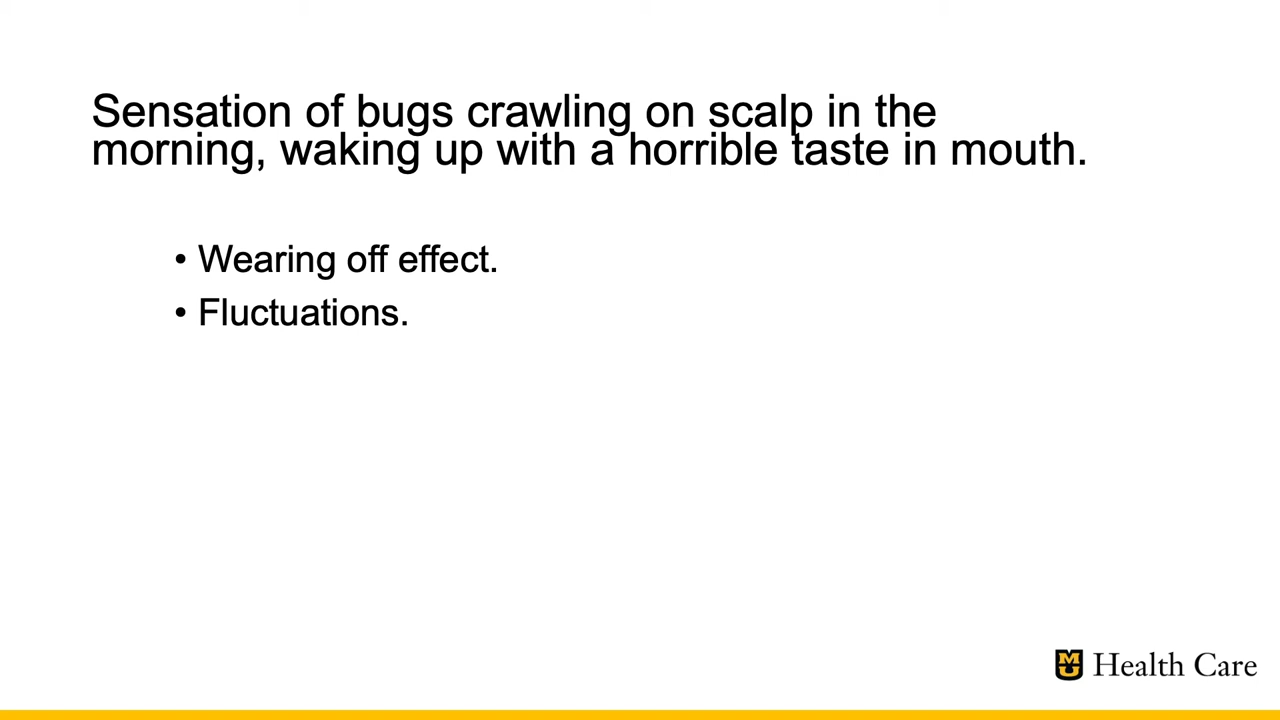 Sensation of bugs crawling on scalp in the
morning, waking up with a horrible taste in mouth.
• Wearing off effect.
• Fluctuations.
MU Health Care